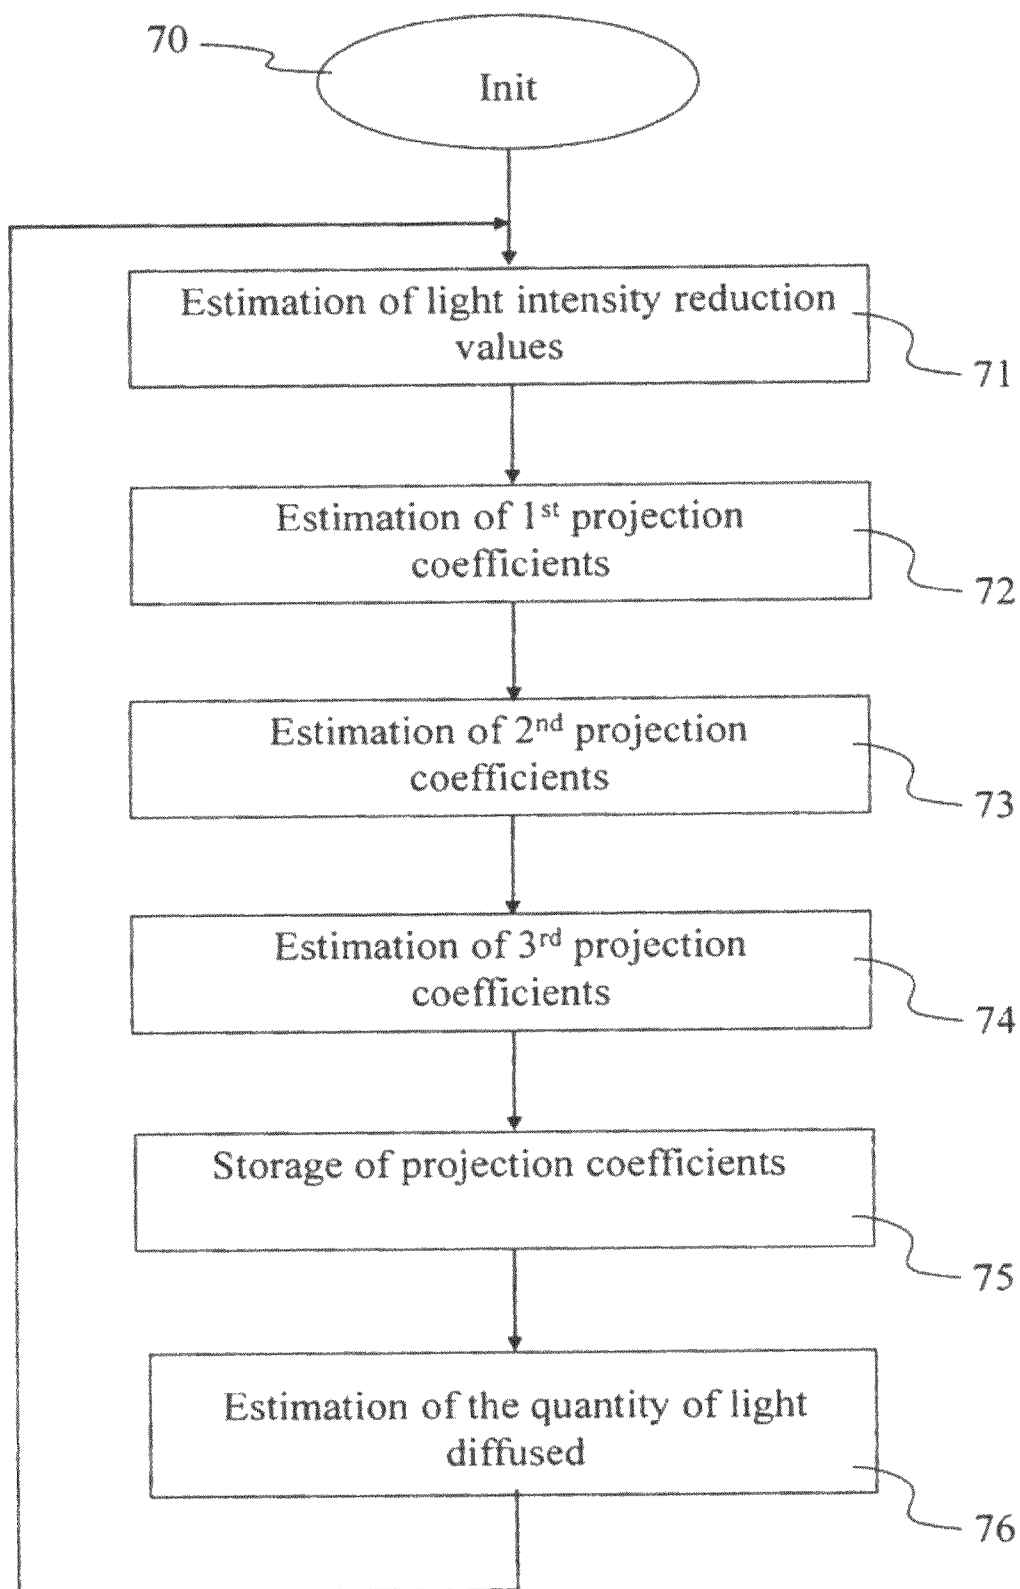 70
Init
Estimation of light intensity reduction
values
71
Estimation of 1st projection
coefficients
72
Estimation of 2nd projection
coefficients
73
Estimation of 3rd projection
coefficients
74
Storage of projection coefficients
75
Estimation of the quantity of light
diffused
76